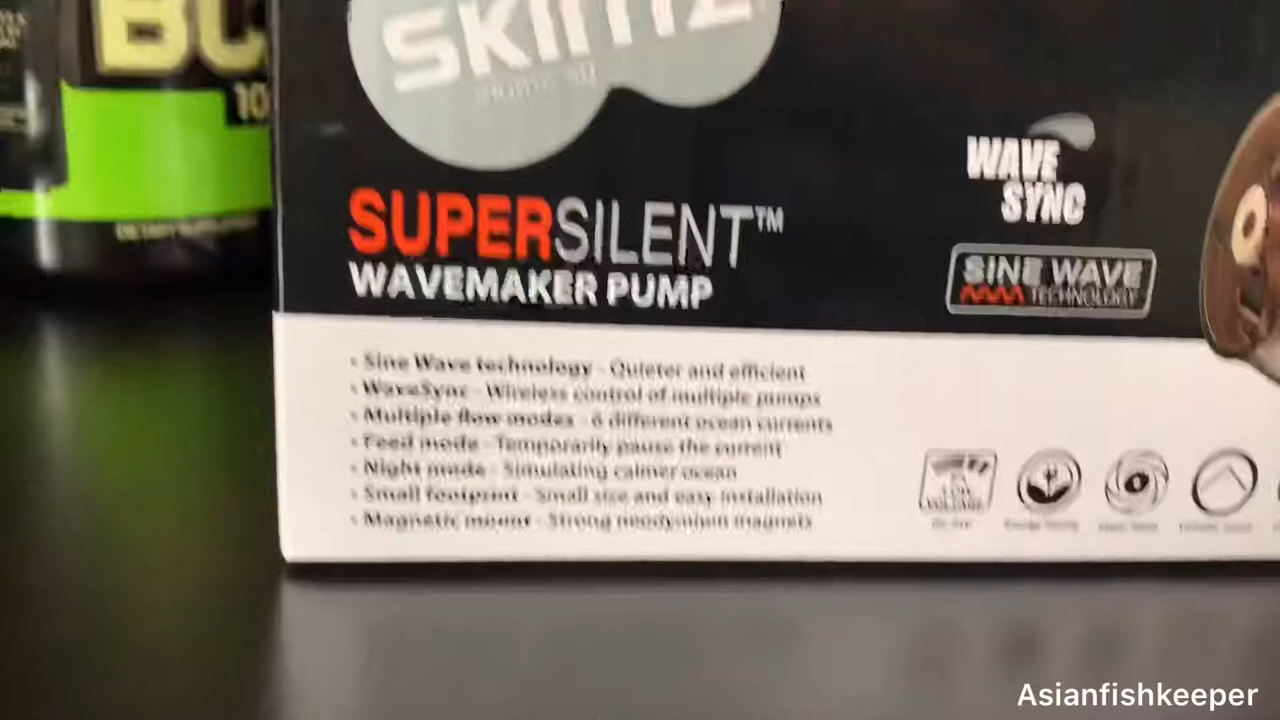 BC
10
SUPERSILENT™
WAVEMAKER PUMP
WAVE
SYNC
SINE WAVE
TECHNOLOGY
• Sine Wave technology - Quieter and efficient
• WaveSync - Wireless control of multiple pumps
• Multiple flow modes - 6 different ocean currents
• Feed mode - Temporarily pause the current
• Night mode - Simulating calmer ocean
• Small footprint - Small size and easy installation
• Magnetic mount - Strong neodymium magnets
Asianfishkeeper